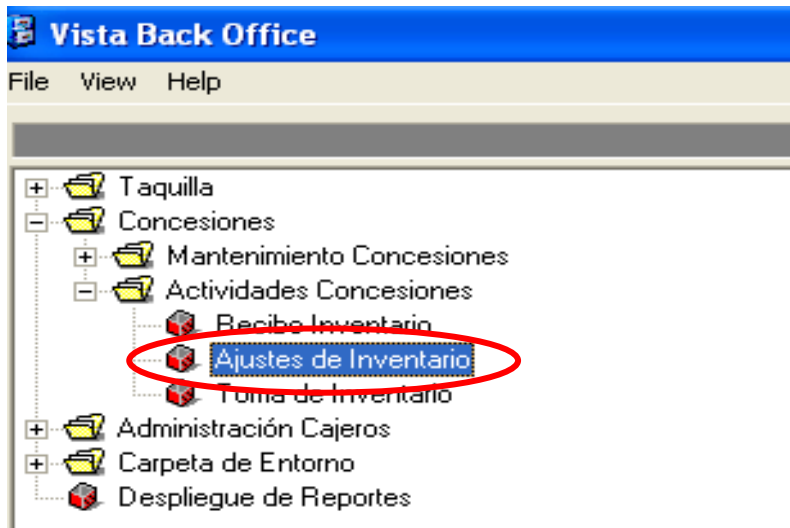 Vista Back Office
File View Help
Taquilla
Concesiones
Mantenimiento Concesiones
Actividades Concesiones
Recibo Inventario
Ajustes de Inventario
Toma de Inventario
Administración Cajeros
Carpeta de Entorno
Despliegue de Reportes